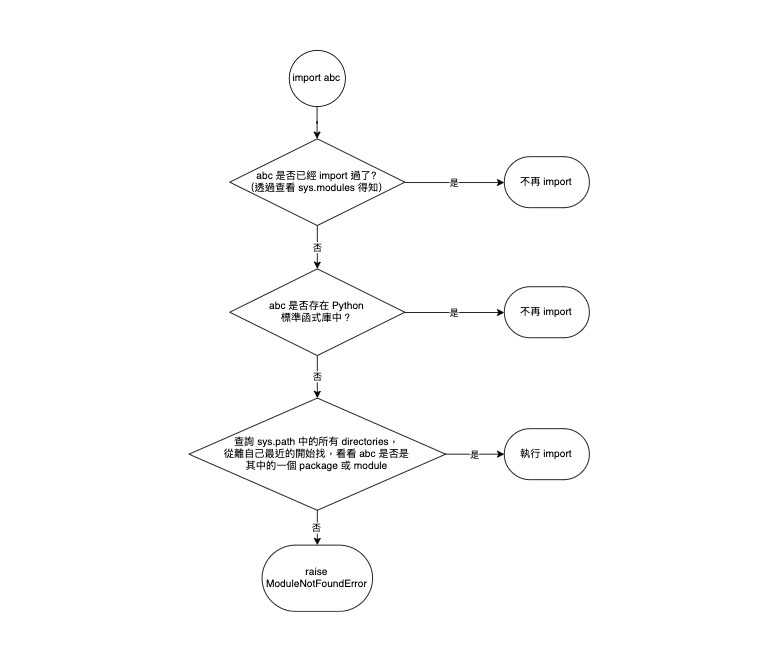 import abc
abc 是否已經 import 過了?
(透過查看 sys.modules 得知)
是
不再 import
否
abc 是否存在 Python
標準函式庫中？
是
不再 import
否
查詢 sys.path 中的所有 directories，
從離自己最近的開始找，看看 abc 是否是
其中的一個 package 或 module
是
執行 import
否
raise
ModuleNotFoundError